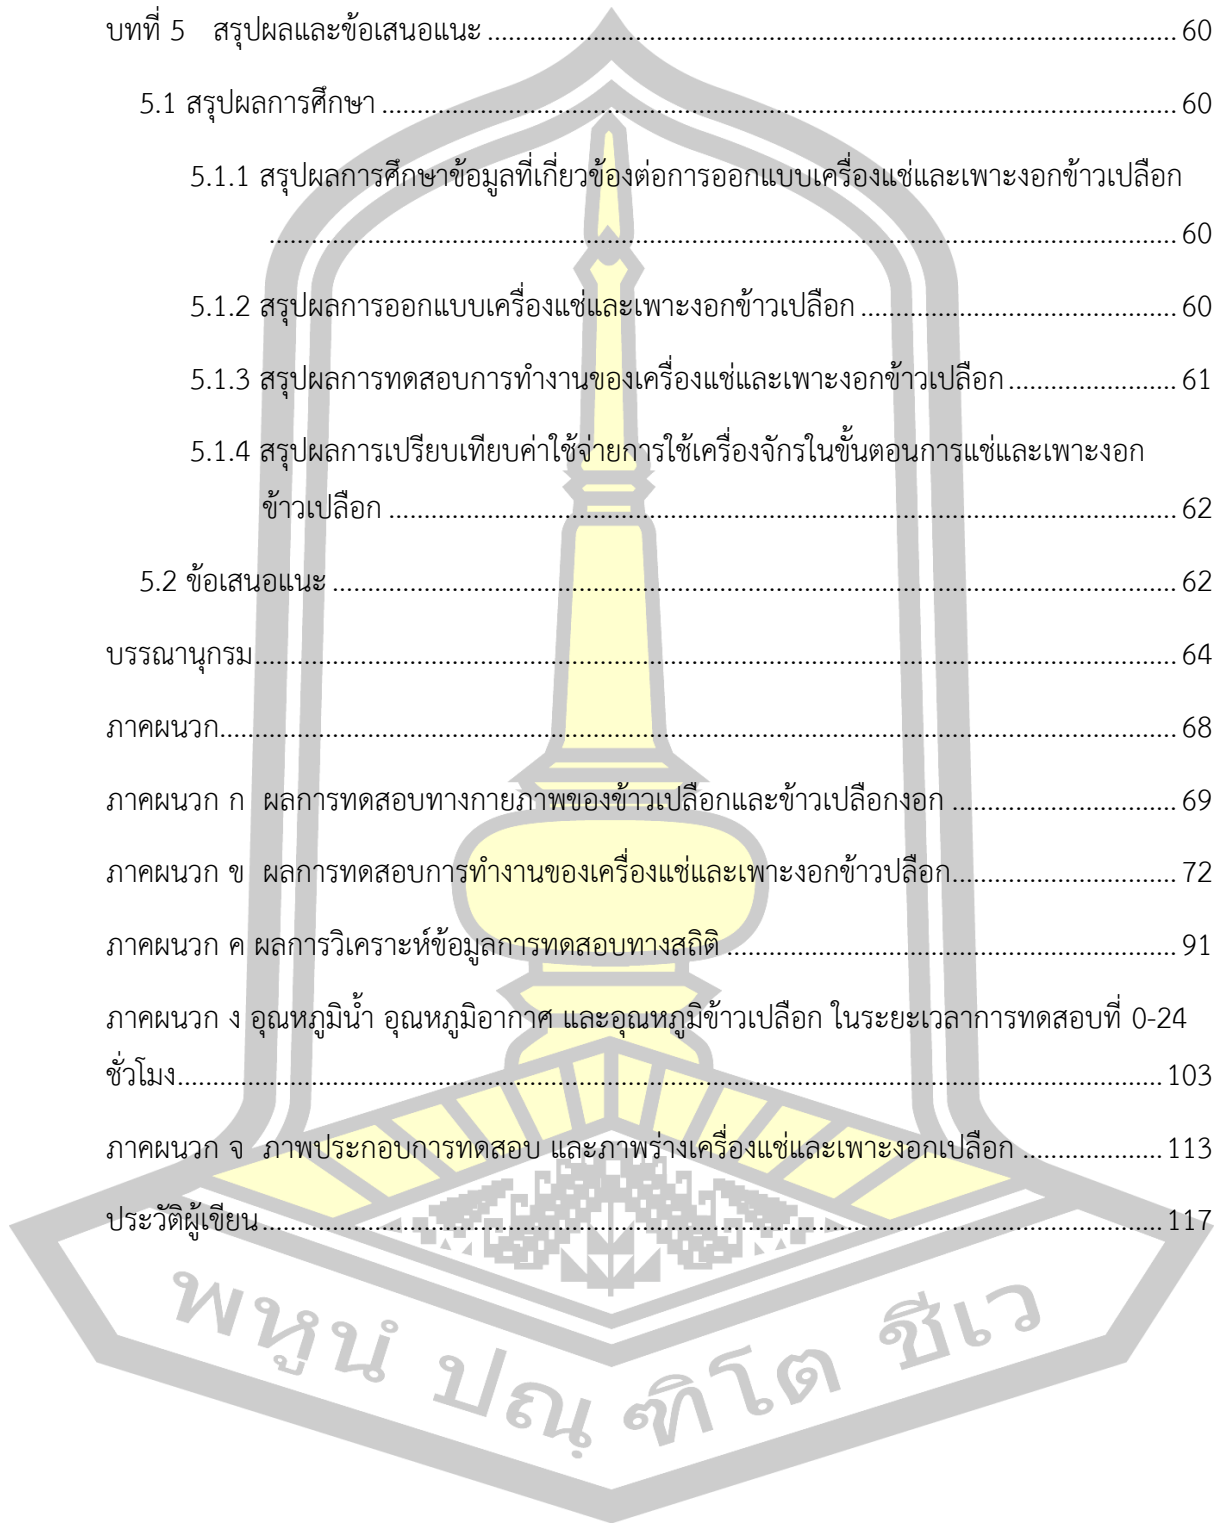 บทที่ 5   สรุปผลและข้อเสนอแนะ ........................................................................................................ 60
5.1 สรุปผลการศึกษา ........................................................................................................ 60
5.1.1 สรุปผลการศึกษาข้อมูลที่เกี่ยวข้องต่อการออกแบบเครื่องแช่และเพาะงอกข้าวเปลือก
........................................................................................................ 60
5.1.2 สรุปผลการออกแบบเครื่องแช่และเพาะงอกข้าวเปลือก ............................................. 60
5.1.3 สรุปผลการทดสอบการทำงานของเครื่องแช่และเพาะงอกข้าวเปลือก ........................ 61
5.1.4 สรุปผลการเปรียบเทียบค่าใช้จ่ายการใช้เครื่องจักรในขั้นตอนการแช่และเพาะงอก
ข้าวเปลือก ........................................................................................................ 62
5.2 ข้อเสนอแนะ ........................................................................................................ 62
บรรณานุกรม........................................................................................................ 64
ภาคผนวก........................................................................................................ 68
ภาคผนวก ก  ผลการทดสอบทางกายภาพของข้าวเปลือกและข้าวเปลือกงอก ................................ 69
ภาคผนวก ข  ผลการทดสอบการทำงานของเครื่องแช่และเพาะงอกข้าวปลือก................................ 72
ภาคผนวก ค ผลการวิเคราะห์ข้อมูลการทดสอบทางสถิติ ................................................................ 91
ภาคผนวก ง อุณหภูมิน้ำ อุณหภูมิอากาศ และอุณหภูมิข้าวเปลือก ในระยะเวลาการทดสอบที่ 0-24
ชั่วโมง........................................................................................................ 103
ภาคผนวก จ  ภาพประกอบการทดสอบ และภาพร่างเครื่องแช่และเพาะงอกเปลือก .................... 113
ประวัติผู้เขียน........................................................................................................ 117
พหูนํ ปณฺ ฑิโต ชีเว